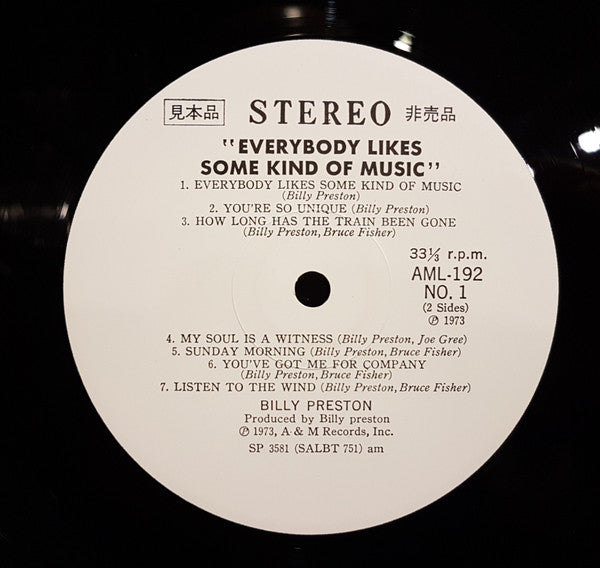 見本品 STEREO 非売品
"EVERYBODY LIKES
SOME KIND OF MUSIC"
1. EVERYBODY LIKES SOME KIND OF MUSIC
(Billy Preston)
2. YOU'RE SO UNIQUE (Billy Preston)
3. HOW LONG HAS THE TRAIN BEEN GONE
(Billy Preston, Bruce Fisher)
33⅓ r.p.m.
AML-192
NO. 1
(2 Sides)
Ⓟ 1973
4. MY SOUL IS A WITNESS (Billy Preston, Joe Gree)
5. SUNDAY MORNING (Billy Preston, Bruce Fisher)
6. YOU'VE GOT ME FOR COMPANY
(Billy Preston, Bruce Fisher)
7. LISTEN TO THE WIND (Billy Preston, Bruce Fisher)
BILLY PRESTON
Produced by Billy preston
Ⓟ 1973, A & M Records, Inc.
SP 3581 (SALBT 751) am